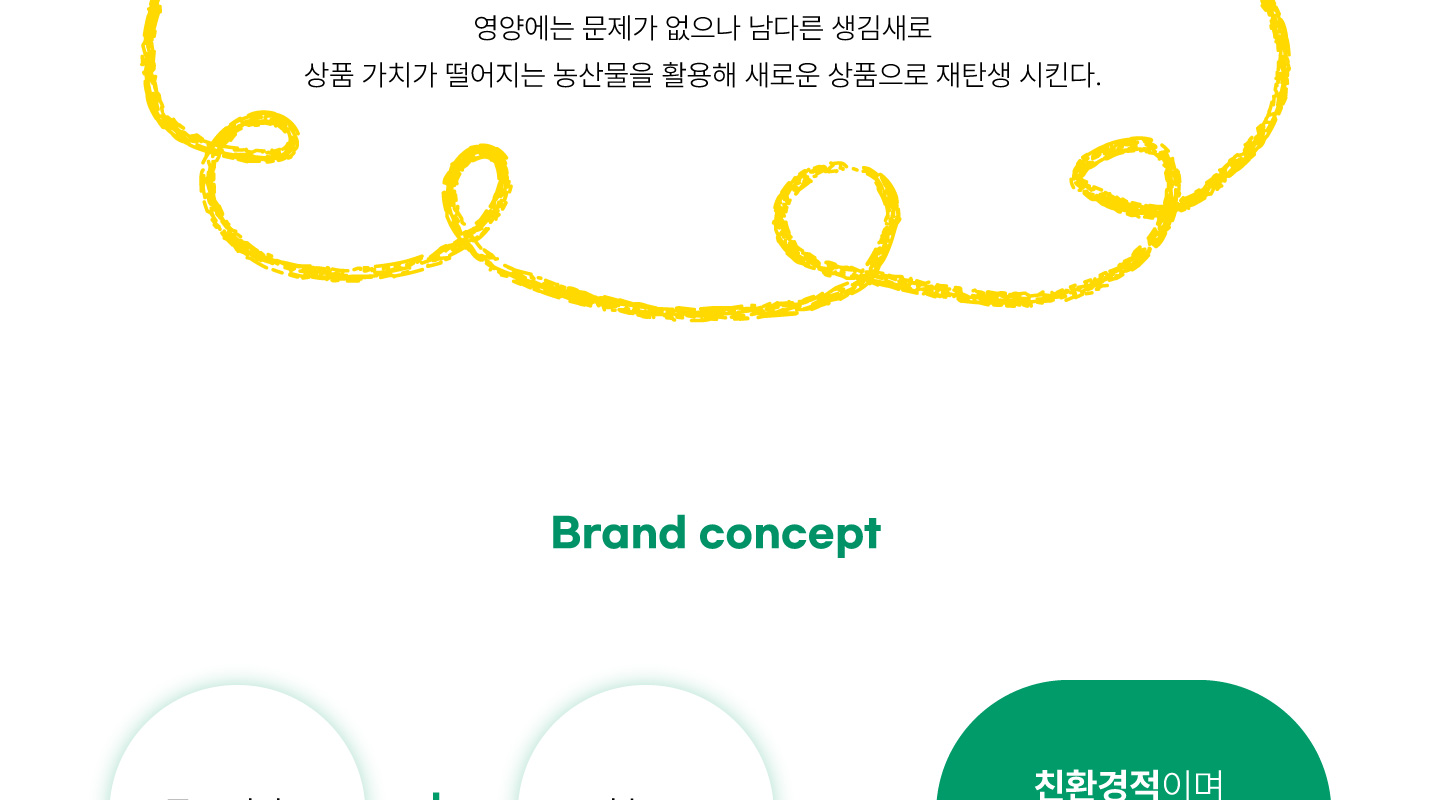 영양에는 문제가 없으나 남다른 생김새로
상품 가치가 떨어지는 농산물을 활용해 새로운 상품으로 재탄생 시킨다.
Brand concept
친환경적이며